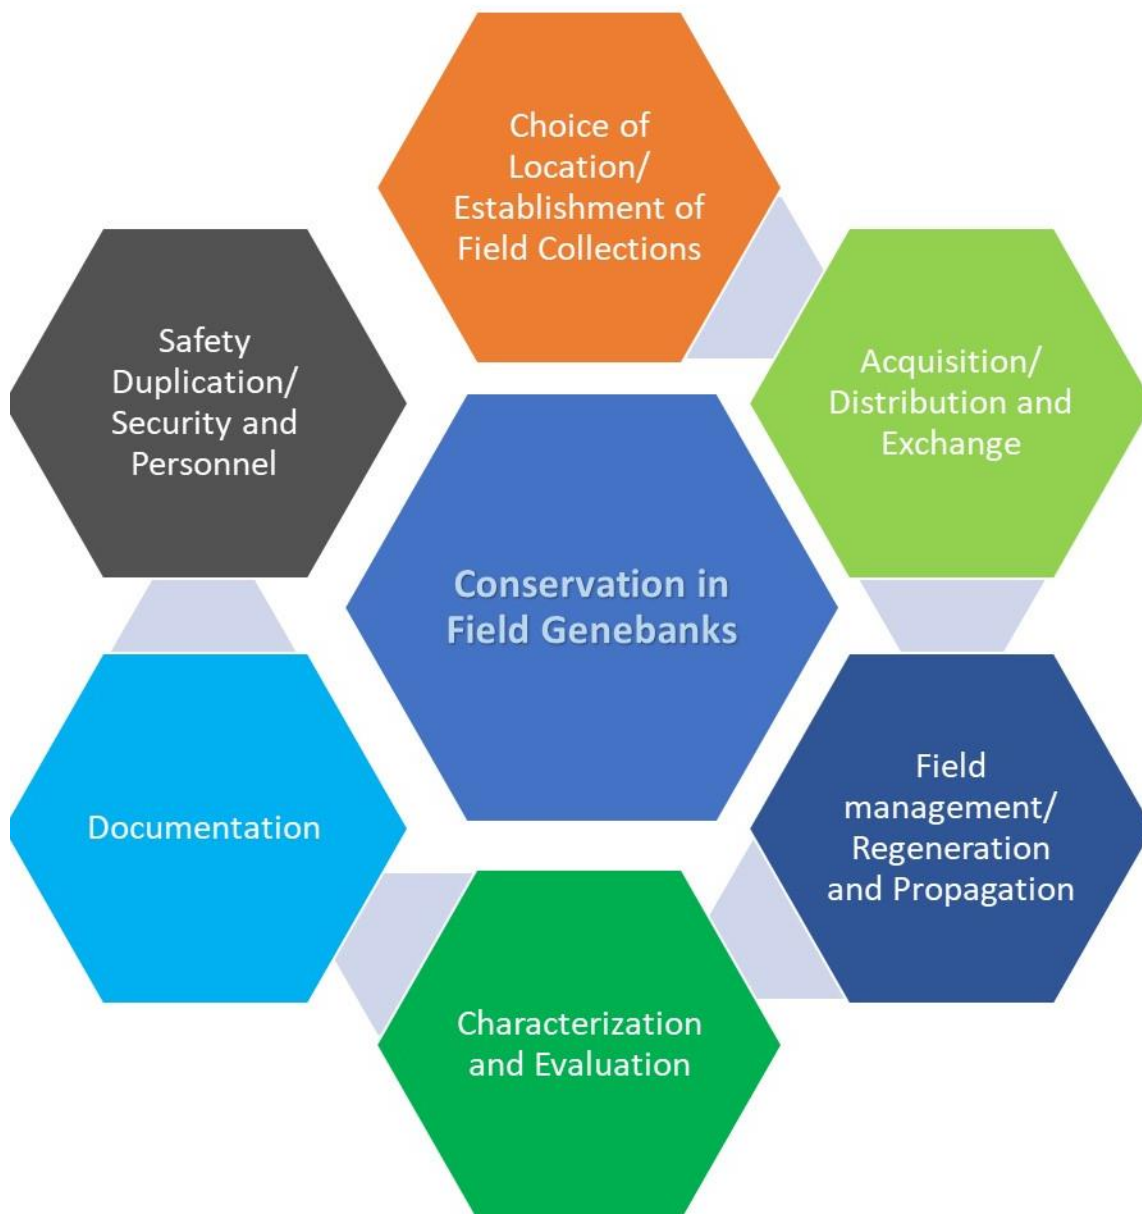 Choice of
Location/
Establishment of
Field Collections
Acquisition/
Distribution and
Exchange
Field
management/
Regeneration
and Propagation
Characterization
and Evaluation
Documentation
Safety
Duplication/
Security and
Personnel
Conservation in
Field Genebanks